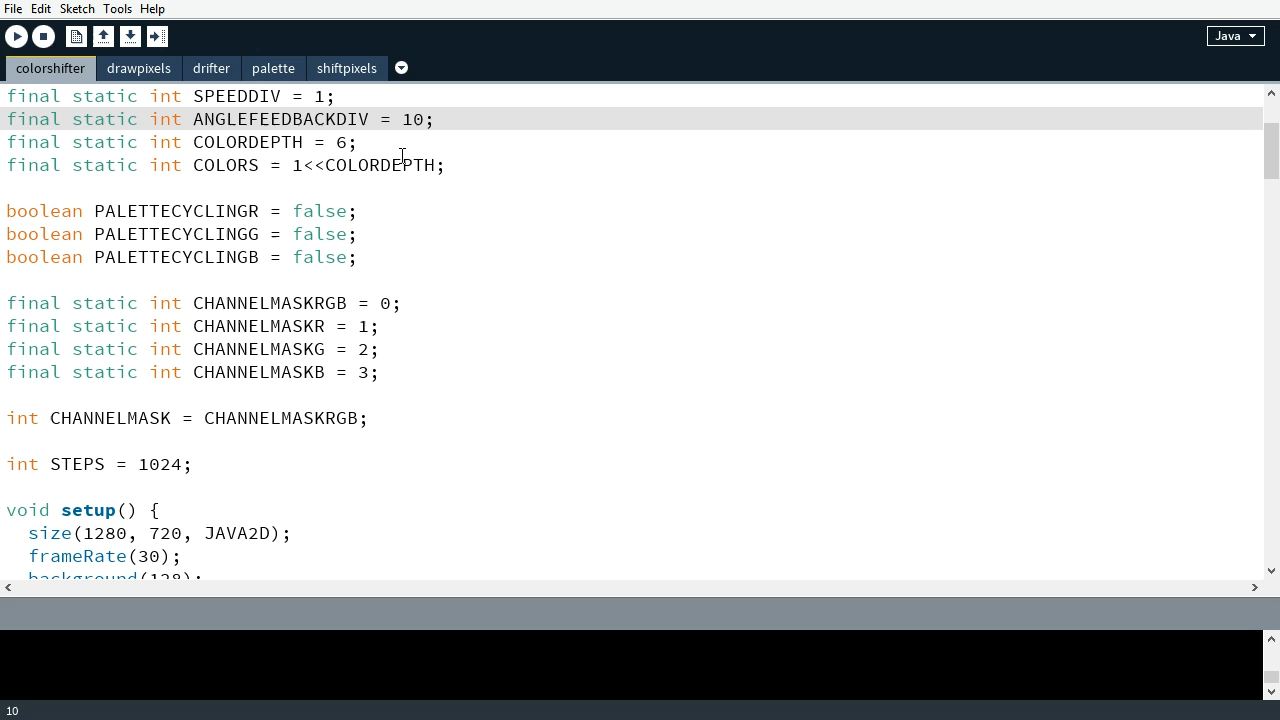 File Edit Sketch Tools Help
Java
colorshifter drawpixels drifter palette shiftpixels
final static int SPEEDDIV = 1;
final static int ANGLEFEEDBACKDIV = 10;
final static int COLORDEPTH = 6;
final static int COLORS = 1<<COLORDEPTH;
boolean PALETTECYCLINGR = false;
boolean PALETTECYCLINGG = false;
boolean PALETTECYCLINGB = false;
final static int CHANNELMASKRGB = 0;
final static int CHANNELMASKR = 1;
final static int CHANNELMASKG = 2;
final static int CHANNELMASKB = 3;
int CHANNELMASK = CHANNELMASKRGB;
int STEPS = 1024;
void setup() {
size(1280, 720, JAVA2D);
frameRate(30);
background(128);
10